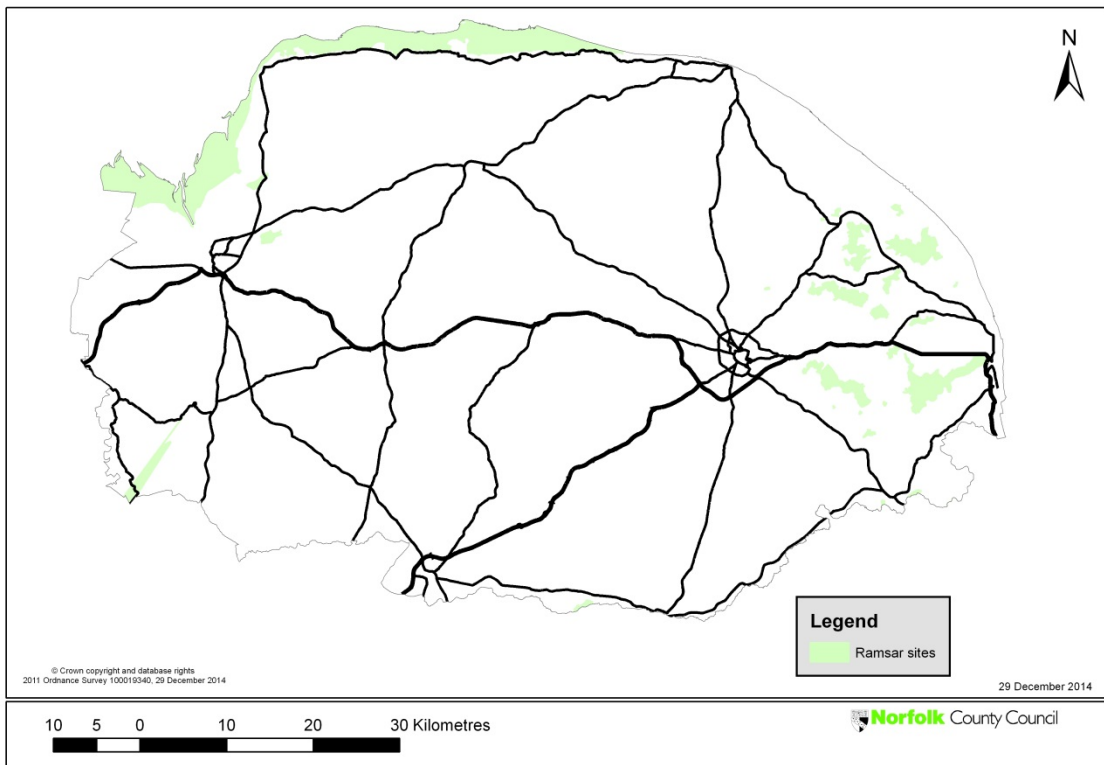 N
Legend
Ramsar sites
© Crown copyright and database rights
2011 Ordnance Survey 100019340, 29 December 2014
29 December 2014
10 5 0 10 20 30 Kilometres
Norfolk County Council